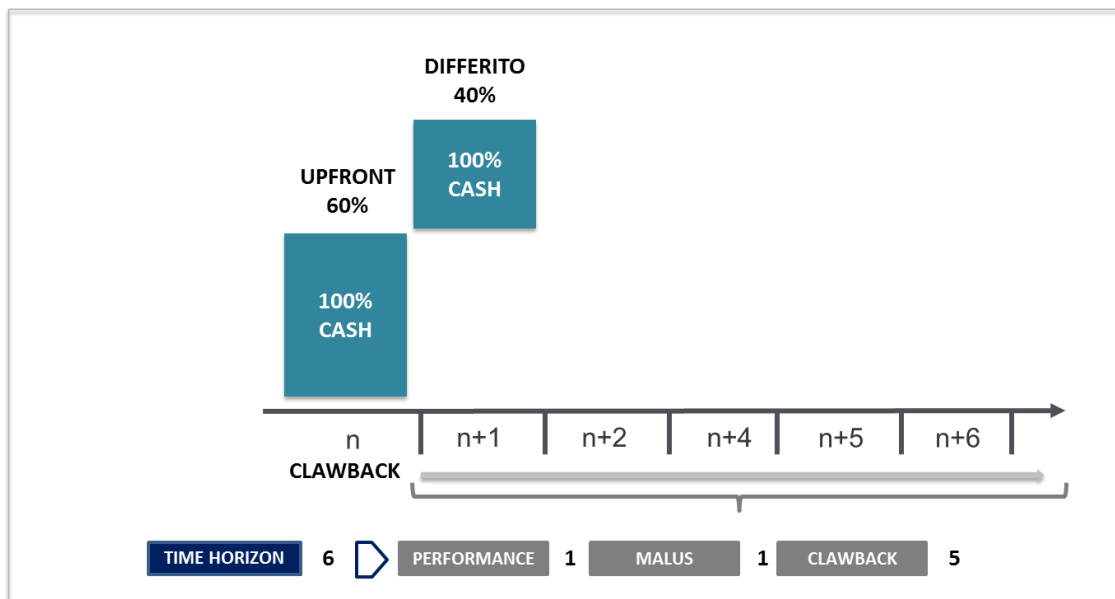 DIFFERITO
40%
100%
CASH
UPFRONT
60%
100%
CASH
n n+1 n+2 n+4 n+5 n+6
CLAWBACK
TIME HORIZON 6 PERFORMANCE 1 MALUS 1 CLAWBACK 5